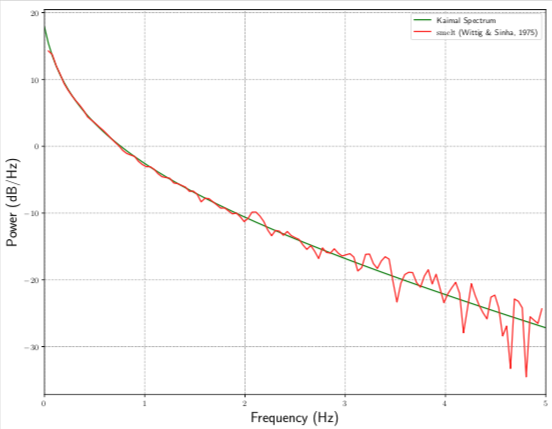 20
10
0
−10
−20
−30
Power (dB/Hz)
Kaimal Spectrum
smelt (Wittig & Sinha, 1975)
0 1 2 3 4 5
Frequency (Hz)